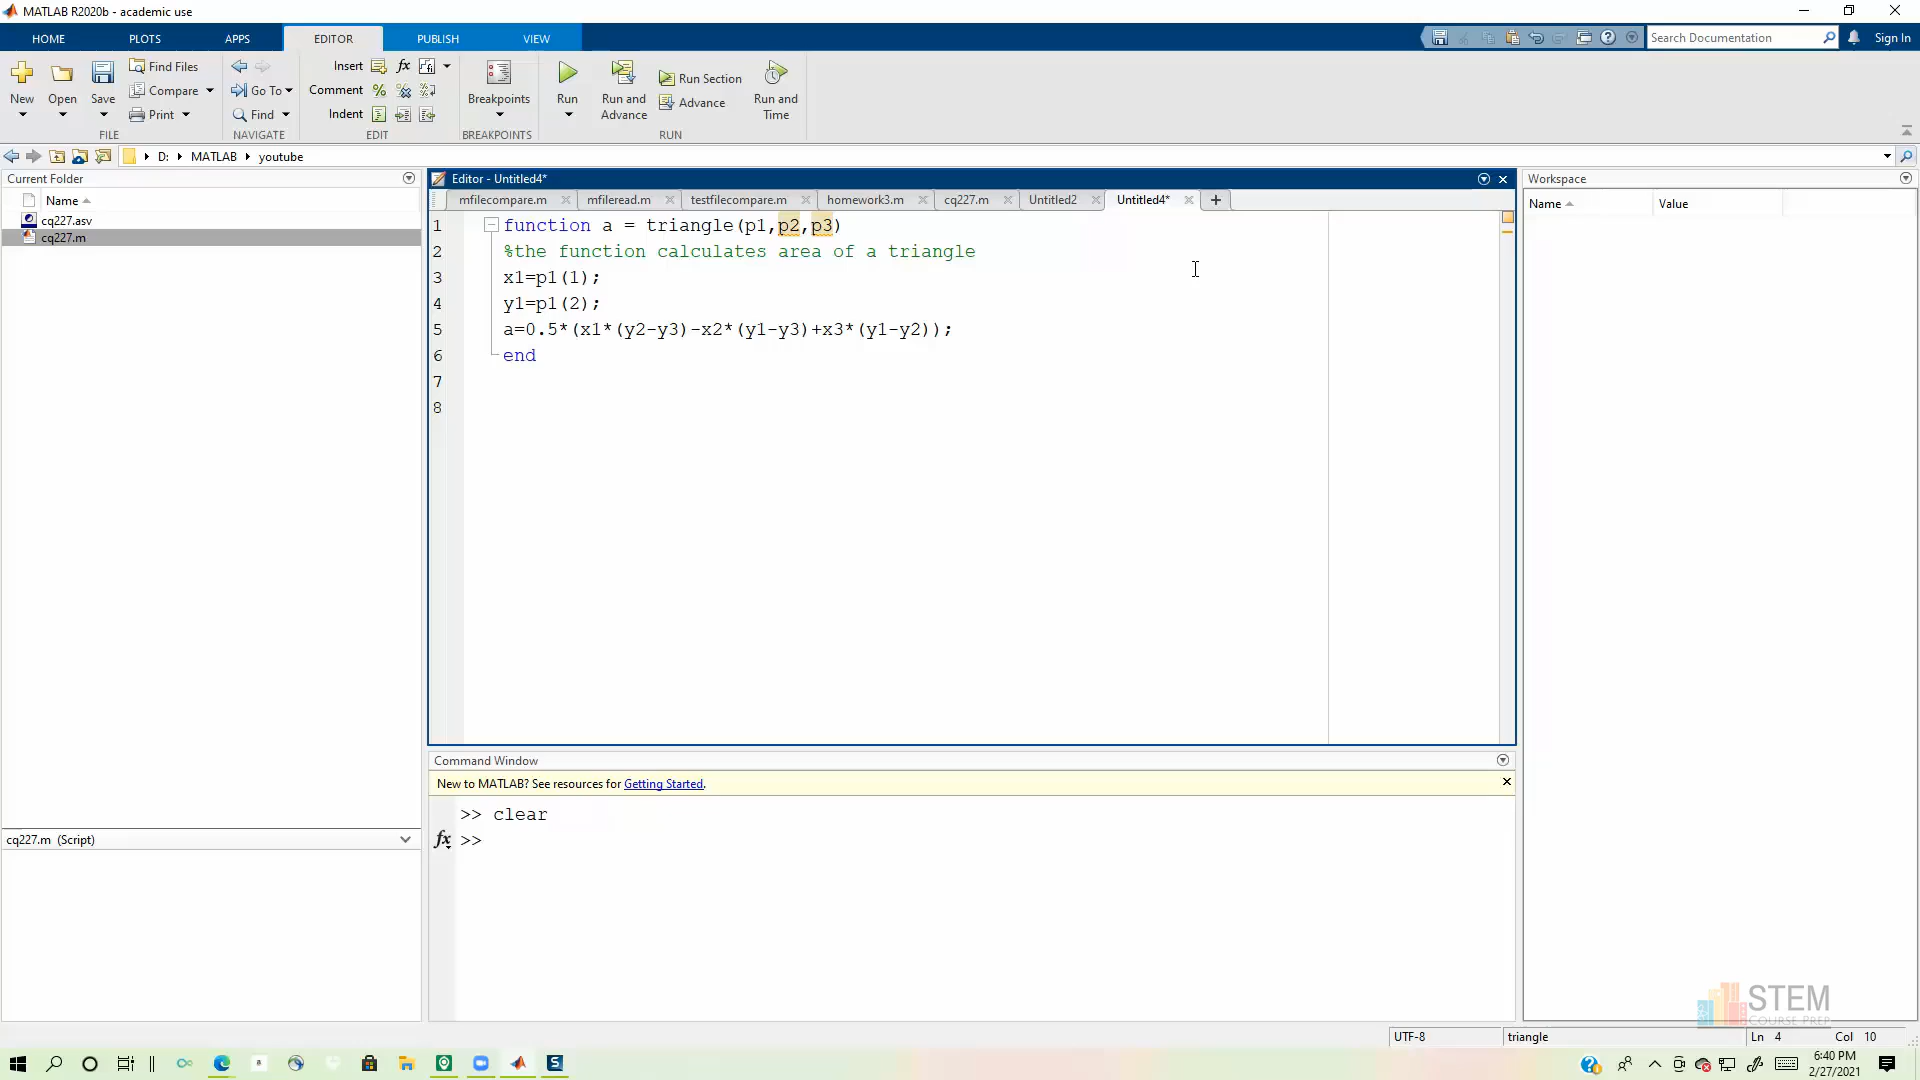 MATLAB R2020b - academic use
HOME PLOTS APPS EDITOR PUBLISH VIEW
Search Documentation Sign In
New Open Save Find Files Compare Print
Go To Find
Insert fx
Comment
Indent
Breakpoints Run Run and Advance Run Section Advance Run and Time
FILE NAVIGATE EDIT BREAKPOINTS RUN
D: MATLAB youtube
Current Folder
Name
cq227.asv
cq227.m
cq227.m (Script)
Editor - Untitled4*
mfilecompare.m mfileread.m testfilecompare.m homework3.m cq227.m Untitled2 Untitled4* +
1 function a = triangle(p1,p2,p3)
2 %the function calculates area of a triangle
3 x1=p1(1);
4 y1=p1(2);
5 a=0.5*(x1*(y2-y3)-x2*(y1-y3)+x3*(y1-y2));
6 end
7
8
Command Window
New to MATLAB? See resources for Getting Started.
>> clear
fx >>
Workspace
Name Value
STEM
COURSE PREP
UTF-8 triangle Ln 4 Col 10
6:40 PM
2/27/2021